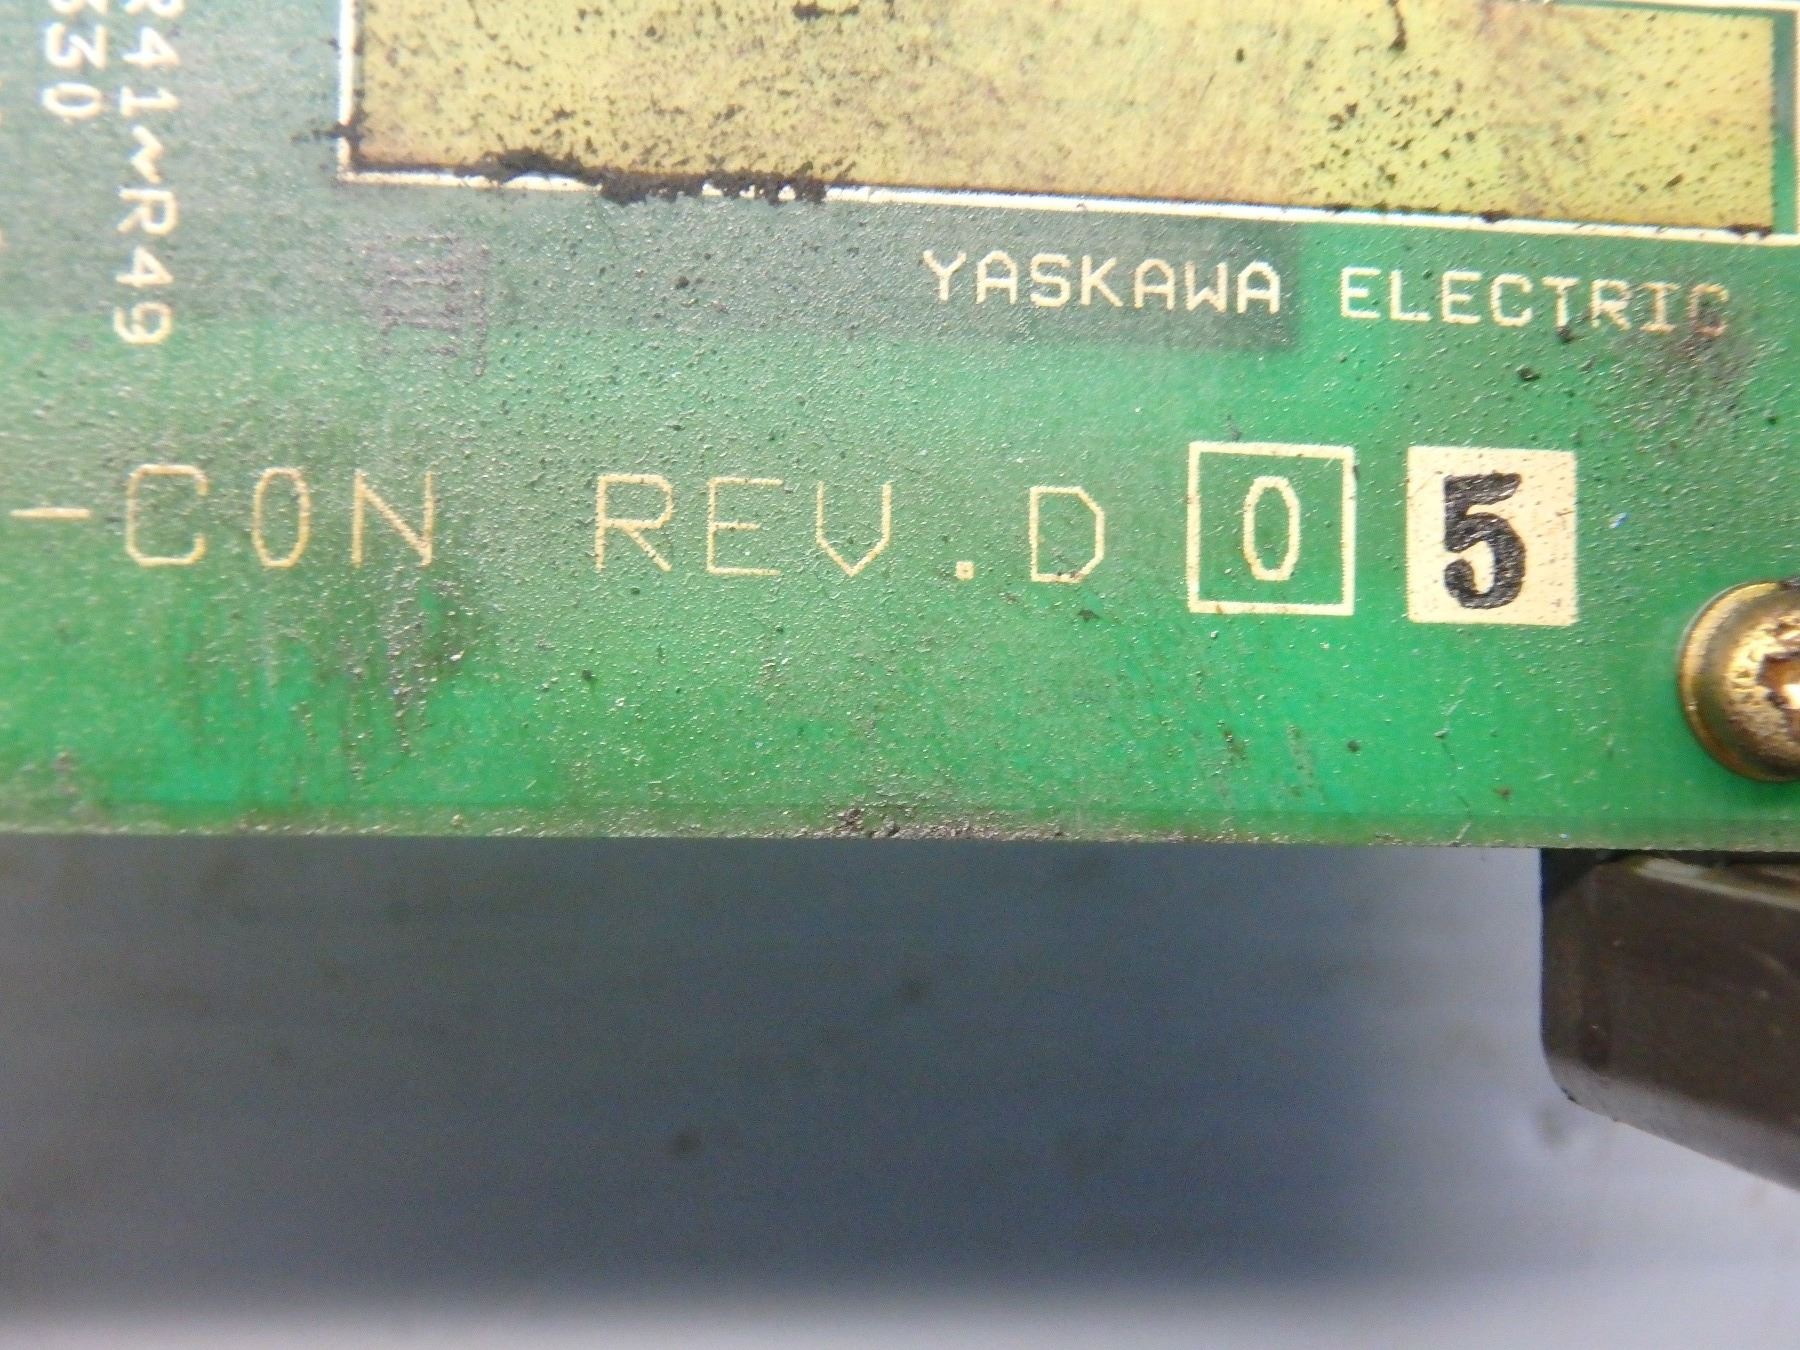 R41~R49
330
YASKAWA ELECTRIC
-CON REV.D 0 5